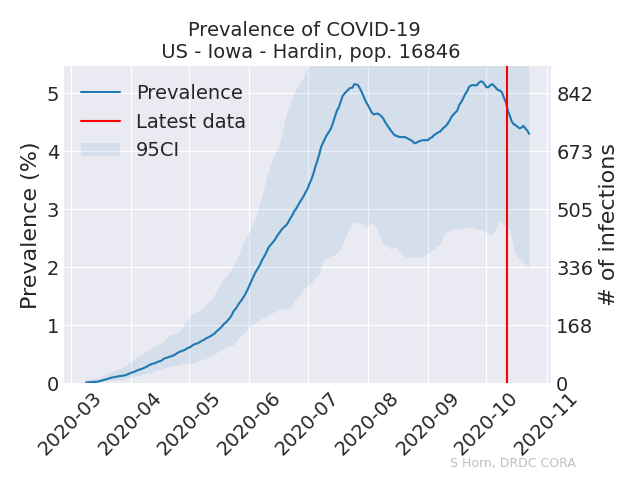 Prevalence of COVID-19
US - Iowa - Hardin, pop. 16846
Prevalence
Latest data
95CI
Prevalence (%)
5
4
3
2
1
0
842
673
505
336
168
0
# of infections
2020-03
2020-04
2020-05
2020-06
2020-07
2020-08
2020-09
2020-10
2020-11
S Horn, DRDC CORA